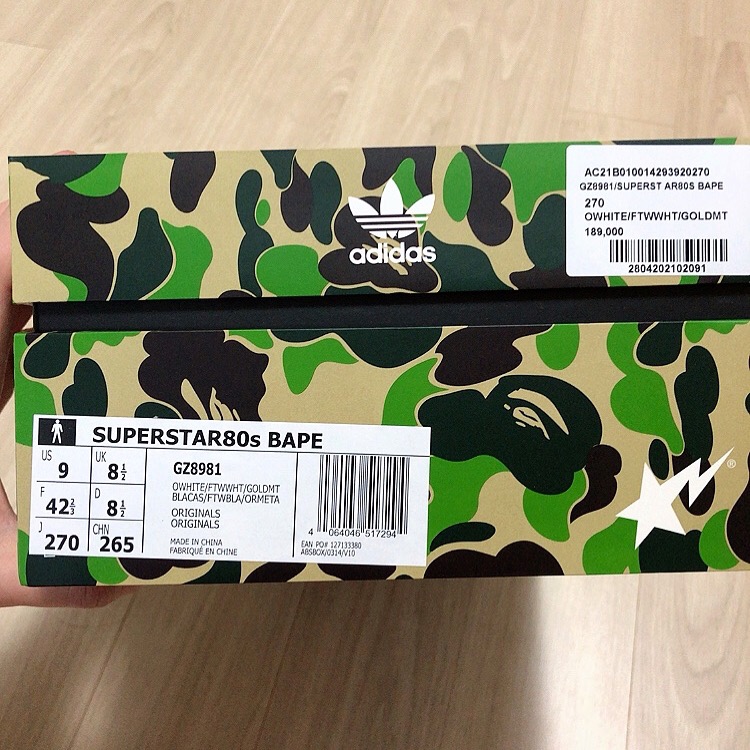 adidas
AC21B010014293920270
GZ8981/SUPERST AR80S BAPE
270
OWHITE/FTWWHT/GOLDMT
189,000
2804202102091
SUPERSTAR80s BAPE
US 9
UK 8½
F 42⅔
D 8½
J 270
CHN 265
GZ8981
OWHITE/FTWWHT/GOLDMT
BLACAS/FTWBLA/ORMETA
ORIGINALS
ORIGINALS
MADE IN CHINA
FABRIQUÉ EN CHINE
4 064046 517294
EAN PO# 127133380
ABSBOX/0314/V10
®